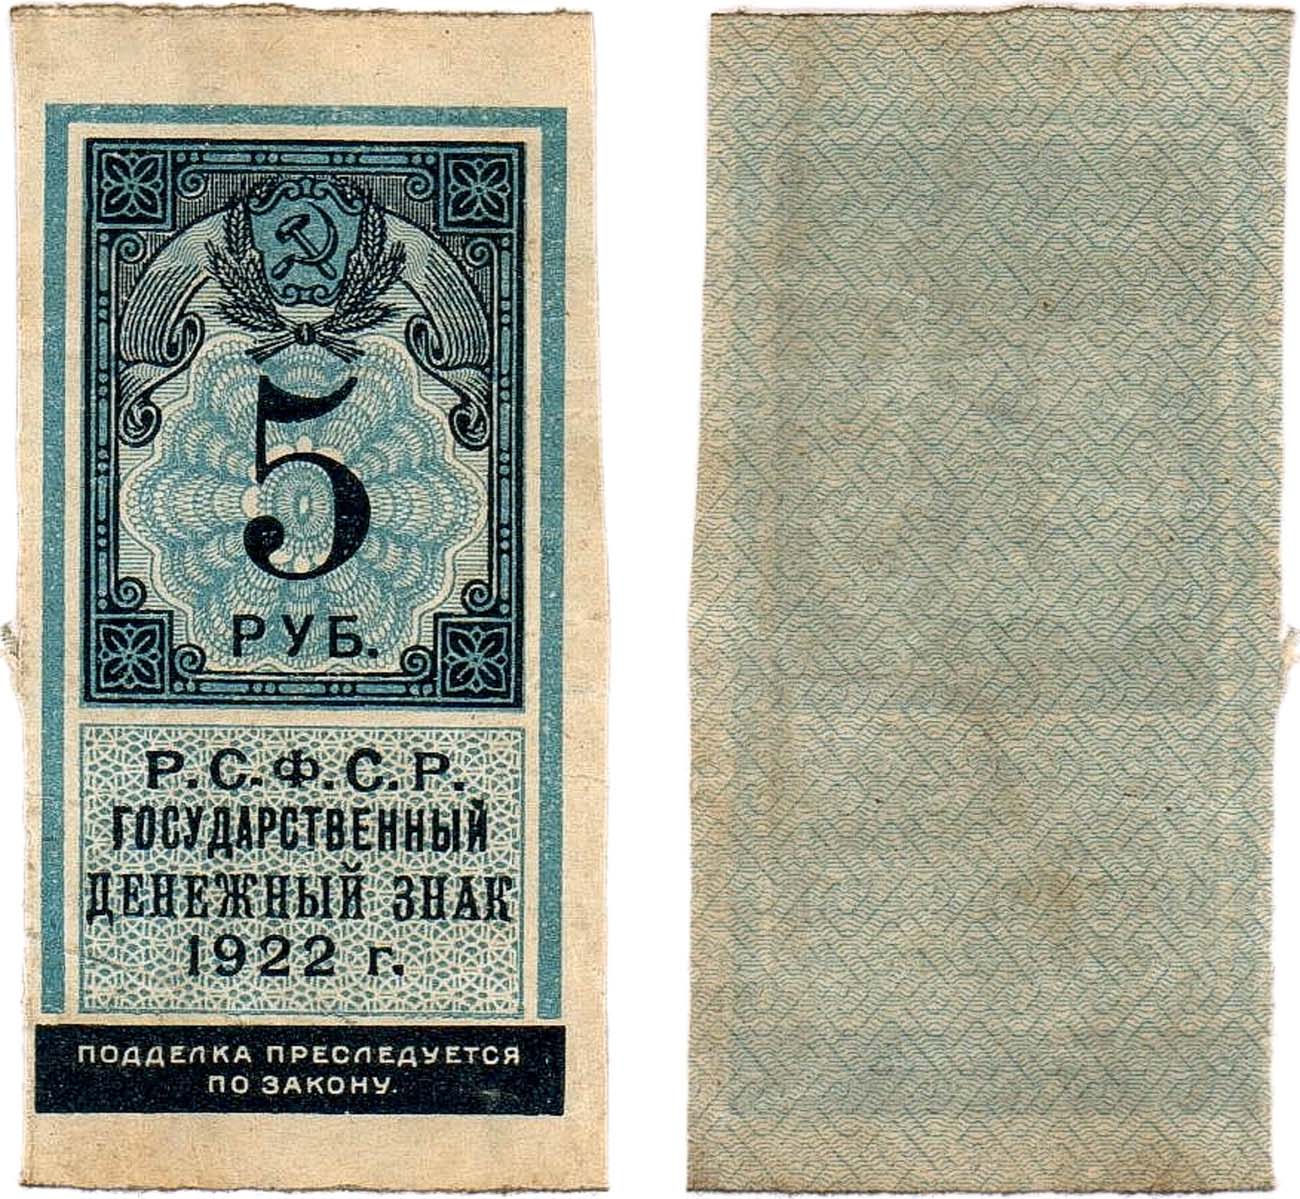 5
РУБ.
Р.С.Ф.С.Р.
ГОСУДАРСТВЕННЫЙ
ДЕНЕЖНЫЙ ЗНАК
1922 г.
ПОДДЕЛКА ПРЕСЛЕДУЕТСЯ
ПО ЗАКОНУ.